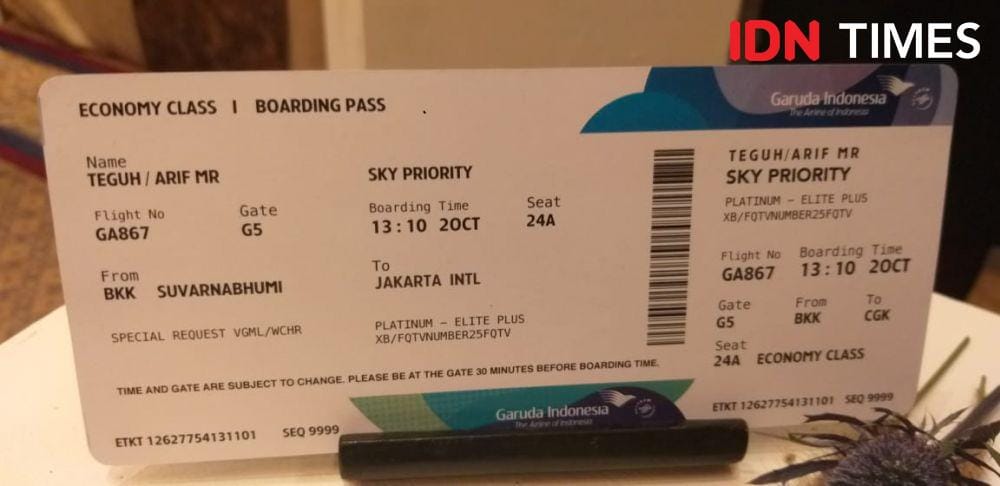 IDN TIMES
ECONOMY CLASS | BOARDING PASS
Name
TEGUH / ARIF MR
SKY PRIORITY
Flight No Gate Boarding Time Seat
GA867 G5 13:10 2OCT 24A
From To
BKK SUVARNABHUMI JAKARTA INTL
SPECIAL REQUEST VGML/WCHR
PLATINUM – ELITE PLUS
XB/FQTVNUMBER25FQTV
TIME AND GATE ARE SUBJECT TO CHANGE. PLEASE BE AT THE GATE 30 MINUTES BEFORE BOARDING TIME.
ETKT 12627754131101 SEQ 9999
Garuda Indonesia
The Airline of Indonesia
Garuda Indonesia
The Airline of Indonesia
TEGUH/ARIF MR
SKY PRIORITY
PLATINUM – ELITE PLUS
XB/FQTVNUMBER25FQTV
Flight No Boarding Time
GA867 13:10 2OCT
Gate From To
G5 BKK CGK
Seat
24A ECONOMY CLASS
ETKT 12627754131101 SEQ 9999